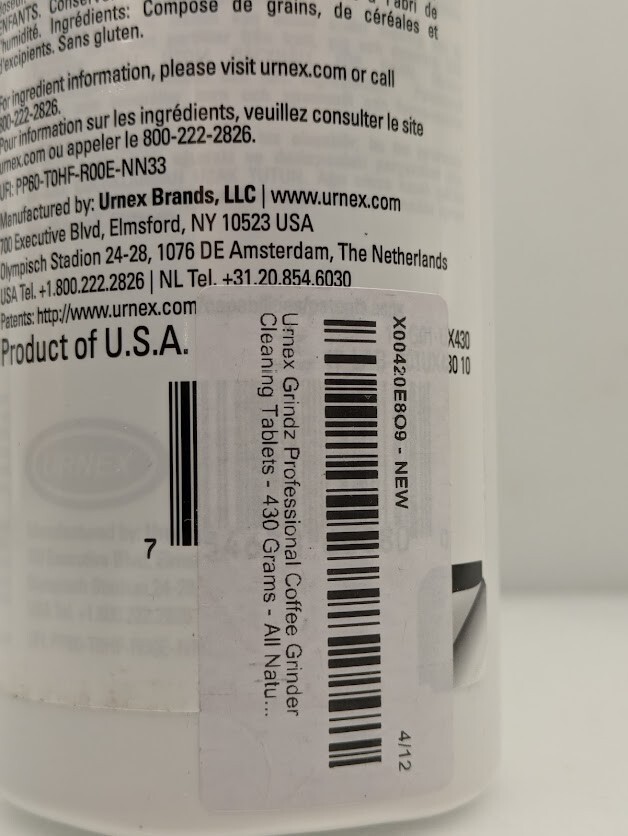 ENFANTS.
humidité. Ingrédients: Composé de grains, de céréales et
d'excipients. Sans gluten.
For ingredient information, please visit urnex.com or call
800-222-2826.
Pour information sur les ingrédients, veuillez consulter le site
urnex.com ou appeler le 800-222-2826.
UFI: PP60-T0HF-R00E-NN33
Manufactured by: Urnex Brands, LLC | www.urnex.com
700 Executive Blvd, Elmsford, NY 10523 USA
Olympisch Stadion 24-28, 1076 DE Amsterdam, The Netherlands
USA Tel. +1.800.222.2826 | NL Tel. +31.20.854.6030
Patents: http://www.urnex.com
Product of U.S.A.
X430
30 10
URNEX
7
X00420E8O9 - NEW
Urnex Grindz Professional Coffee Grinder
Cleaning Tablets - 430 Grams - All Natu...
4/12